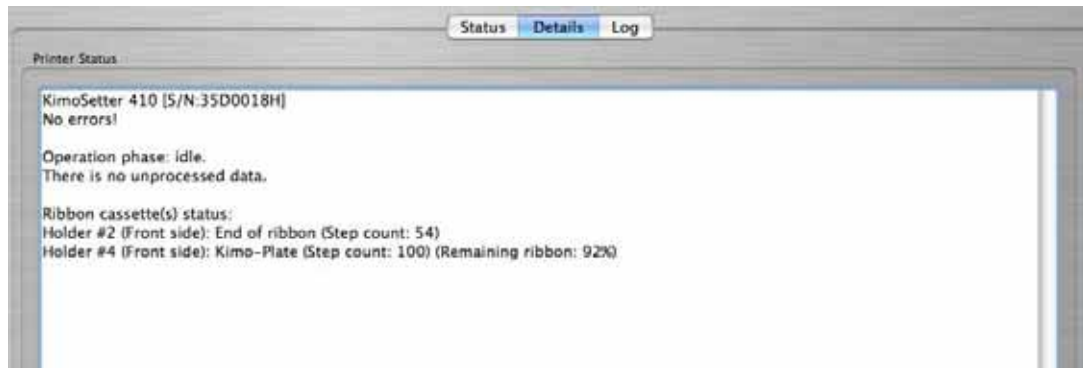 Status Details Log
Printer Status
KimoSetter 410 [S/N:35D0018H]
No errors!
Operation phase: idle.
There is no unprocessed data.
Ribbon cassette(s) status:
Holder #2 (Front side): End of ribbon (Step count: 54)
Holder #4 (Front side): Kimo-Plate (Step count: 100) (Remaining ribbon: 92%)